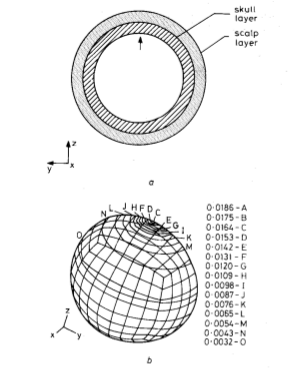 skull
layer
scalp
layer
z
y
x
a
L J H F D C
N E
G
O I
K
M
0·0186-A
0·0175-B
0·0164-C
0·0153-D
0·0142-E
0·0131-F
0·0120-G
0·0109-H
0·0098-I
0·0087-J
0·0076-K
0·0065-L
0·0054-M
0·0043-N
0·0032-O
z
x y
b